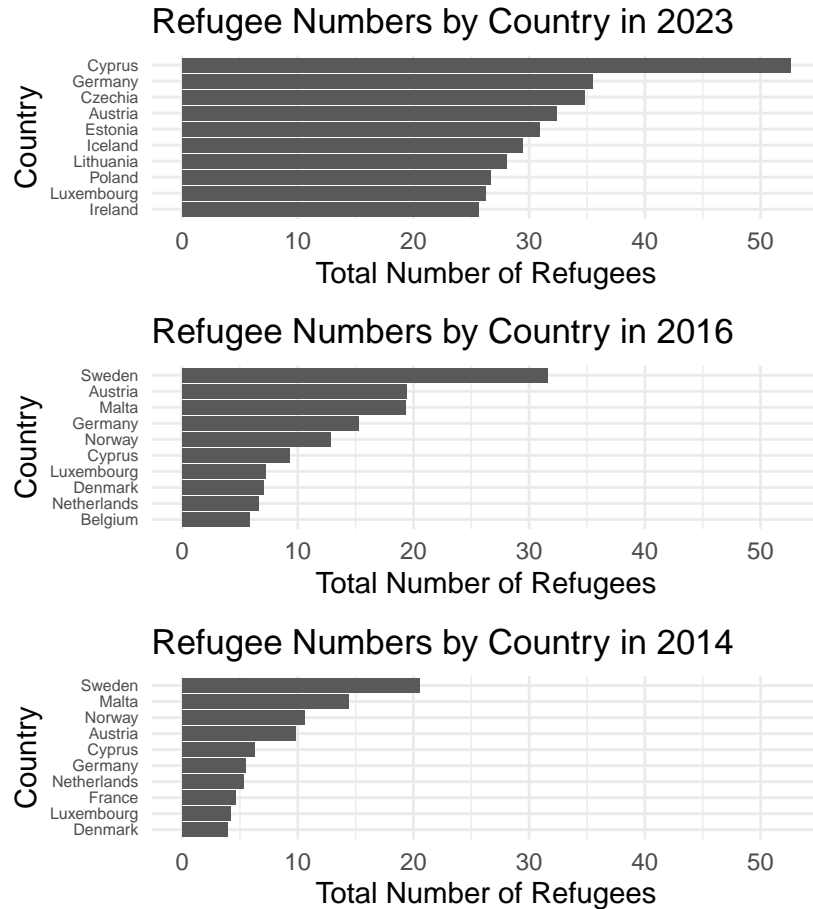 Refugee Numbers by Country in 2023
Country
Cyprus
Germany
Czechia
Austria
Estonia
Iceland
Lithuania
Poland
Luxembourg
Ireland
0 10 20 30 40 50
Total Number of Refugees
Refugee Numbers by Country in 2016
Country
Sweden
Austria
Malta
Germany
Norway
Cyprus
Luxembourg
Denmark
Netherlands
Belgium
0 10 20 30 40 50
Total Number of Refugees
Refugee Numbers by Country in 2014
Country
Sweden
Malta
Norway
Austria
Cyprus
Germany
Netherlands
France
Luxembourg
Denmark
0 10 20 30 40 50
Total Number of Refugees